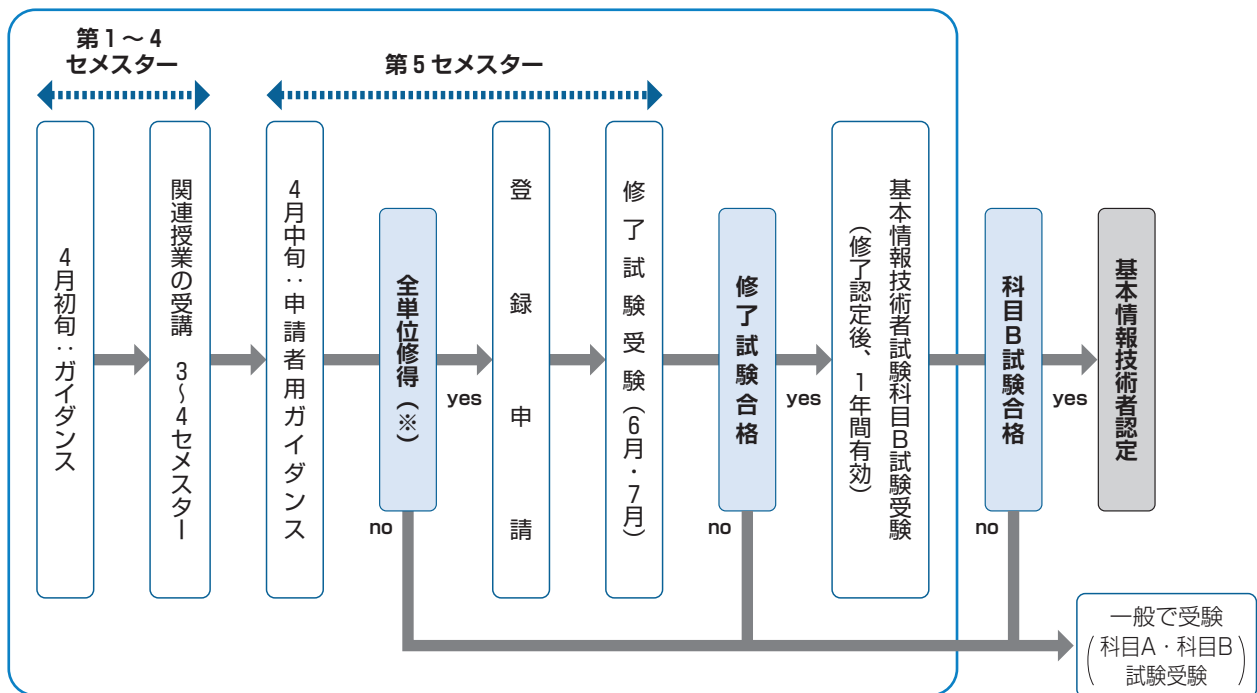 第1～4
セメスター
第5セメスター
4月初旬：ガイダンス
関連授業の受講 3～4セメスター
4月中旬：申請者用ガイダンス
全単位修得（※）
yes
no
登録申請
修了試験受験（6月・7月）
修了試験合格
yes
no
基本情報技術者試験科目B試験受験
（修了認定後、1年間有効）
科目B試験合格
yes
no
基本情報技術者認定
一般で受験
（科目A・科目B
試験受験）